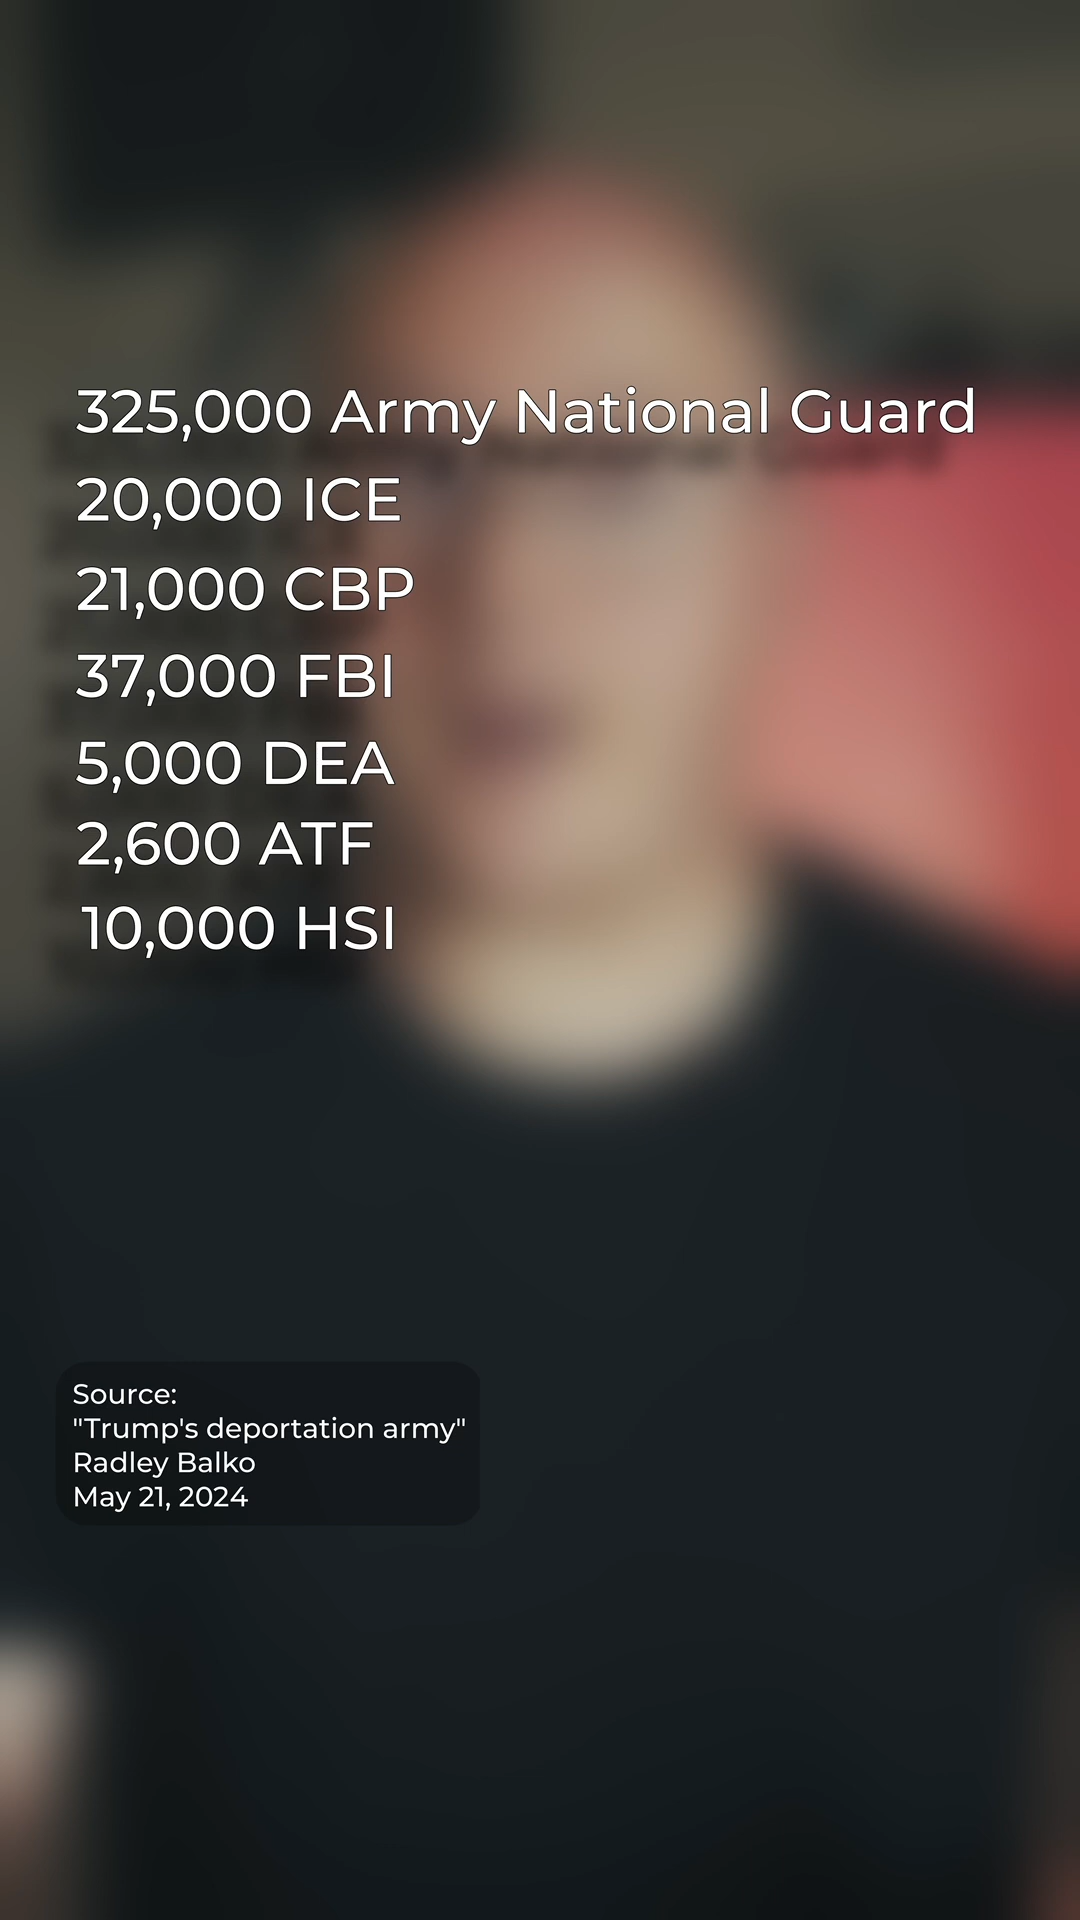 325,000 Army National Guard
20,000 ICE
21,000 CBP
37,000 FBI
5,000 DEA
2,600 ATF
10,000 HSI
Source:
"Trump's deportation army"
Radley Balko
May 21, 2024